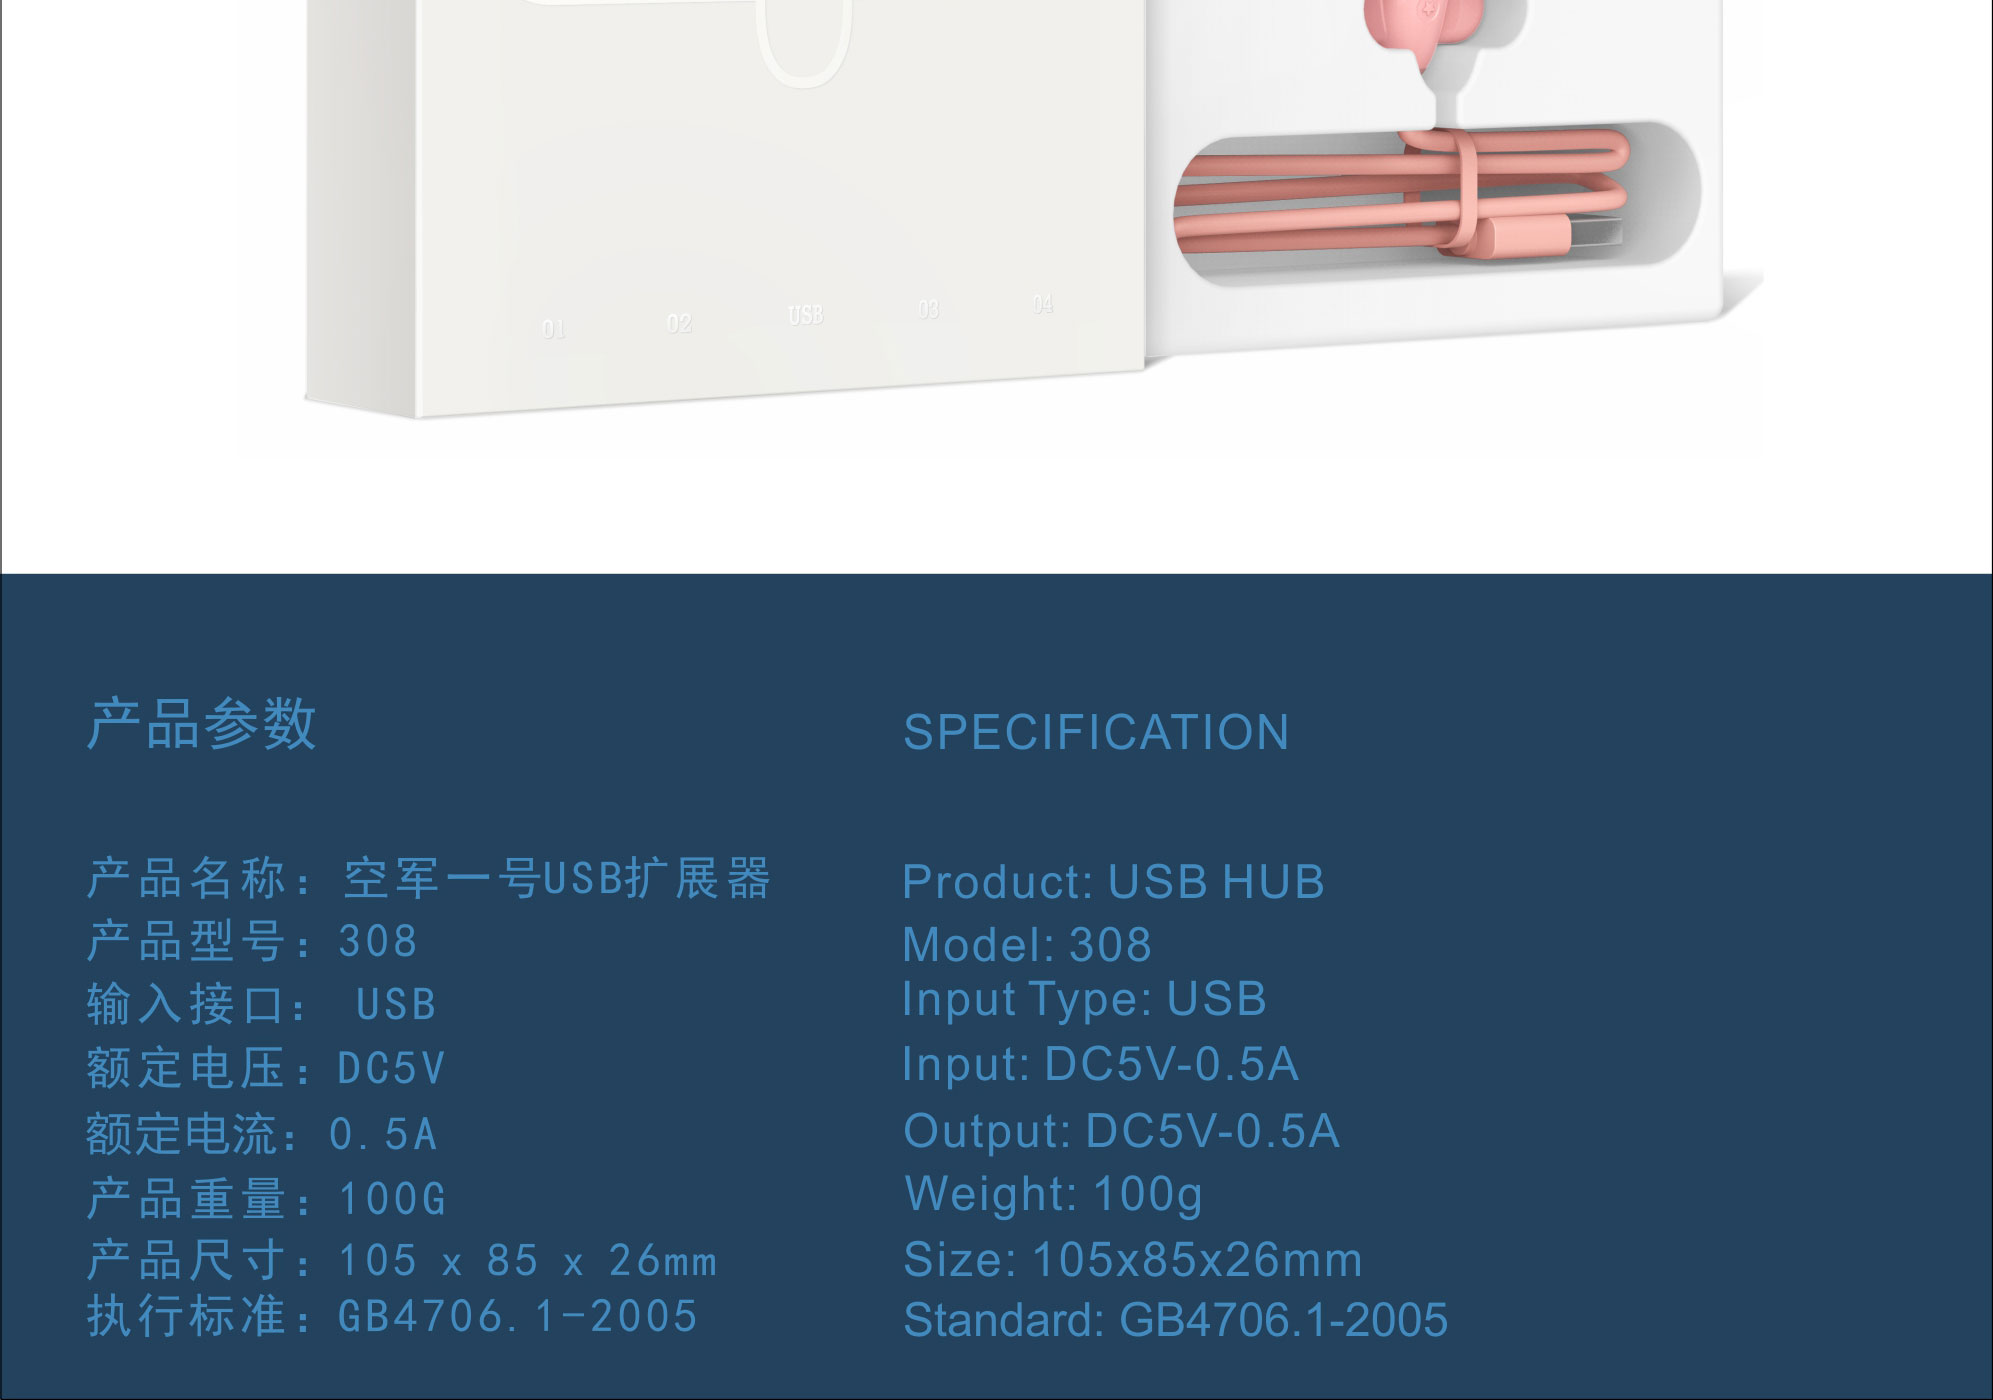 01 02 USB 03 04
产品参数
产品名称：空军一号USB扩展器
产品型号：308
输入接口： USB
额定电压：DC5V
额定电流：0.5A
产品重量：100G
产品尺寸：105 x 85 x 26mm
执行标准：GB4706.1-2005
SPECIFICATION
Product: USB HUB
Model: 308
Input Type: USB
Input: DC5V-0.5A
Output: DC5V-0.5A
Weight: 100g
Size: 105x85x26mm
Standard: GB4706.1-2005